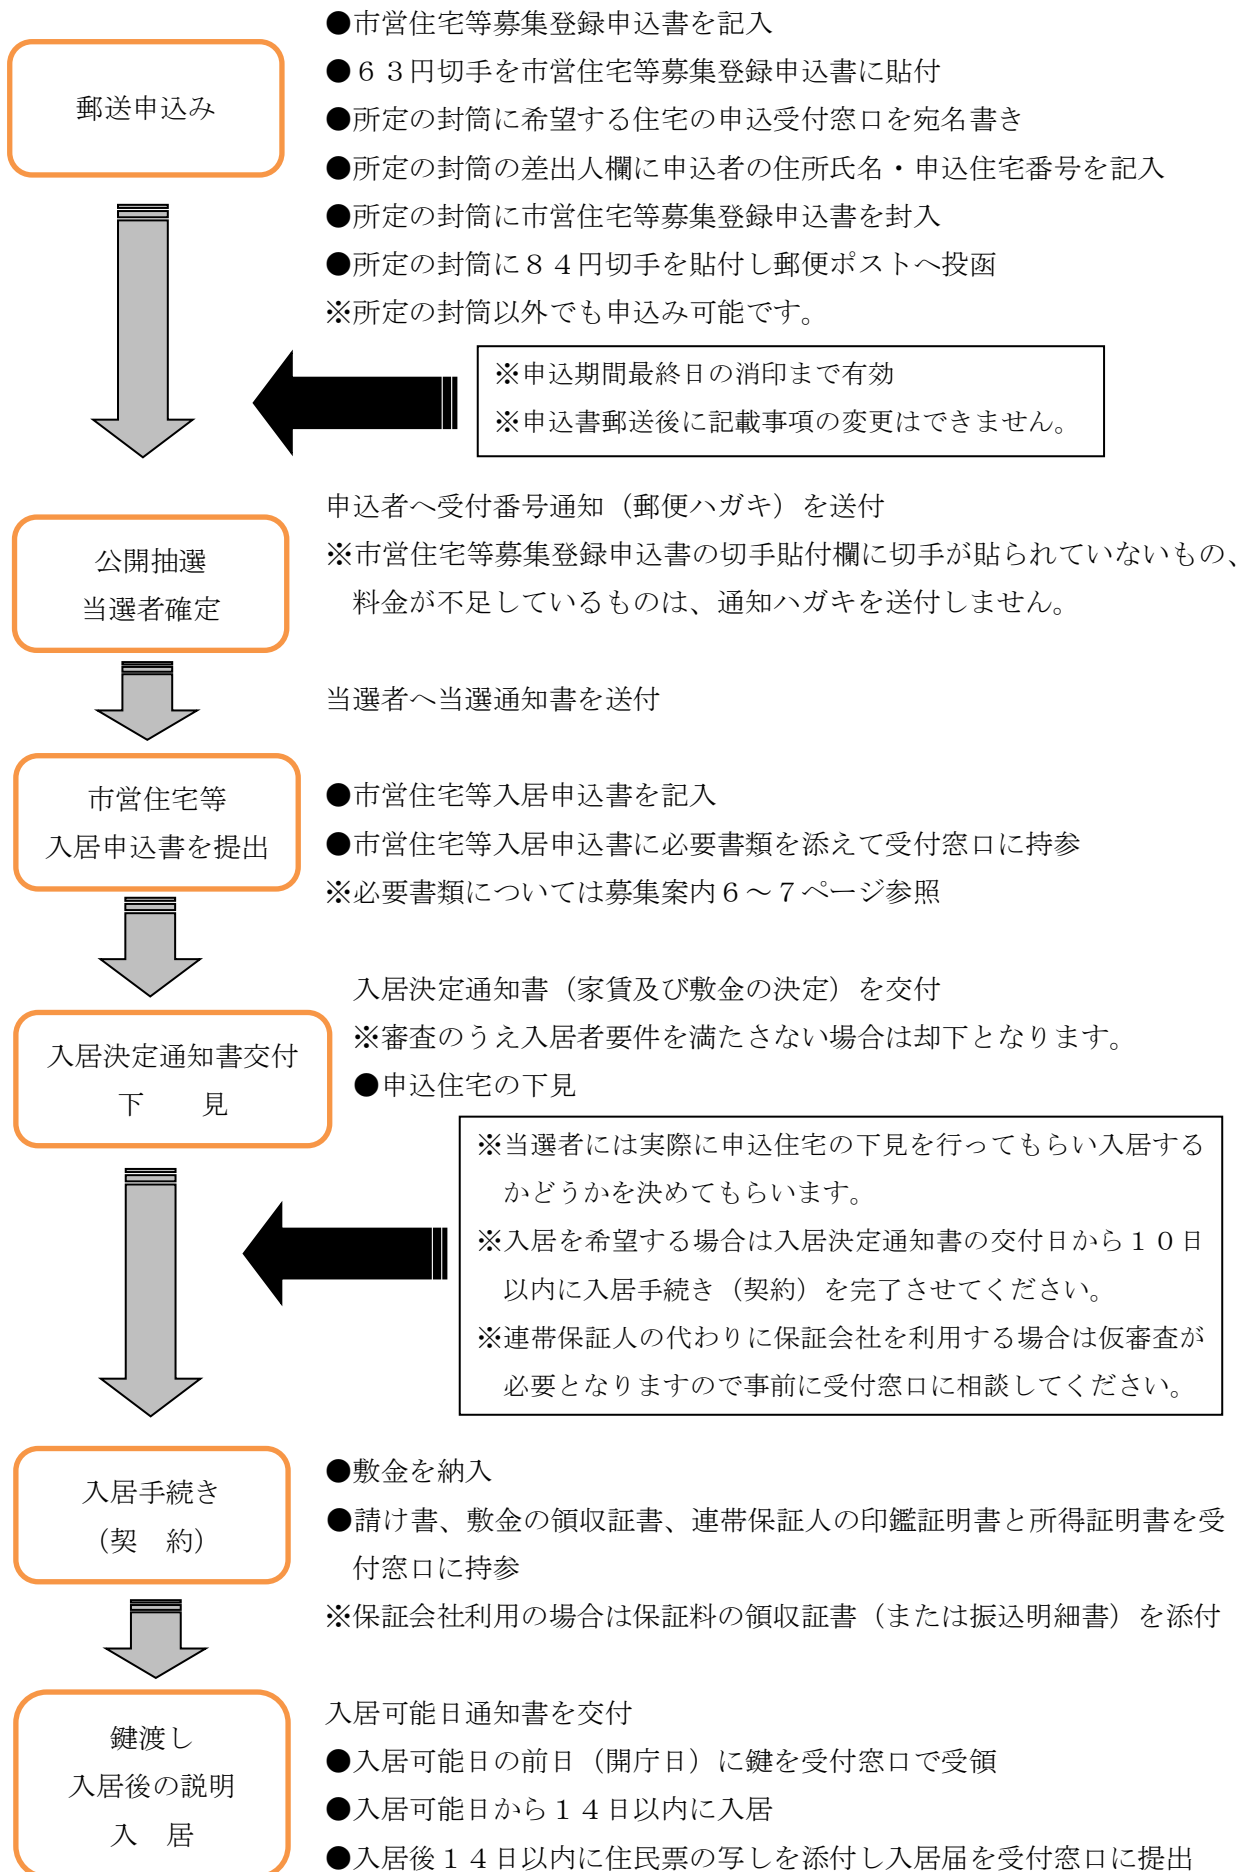 郵送申込み
●市営住宅等募集登録申込書を記入
●６３円切手を市営住宅等募集登録申込書に貼付
●所定の封筒に希望する住宅の申込受付窓口を宛名書き
●所定の封筒の差出人欄に申込者の住所氏名・申込住宅番号を記入
●所定の封筒に市営住宅等募集登録申込書を封入
●所定の封筒に８４円切手を貼付し郵便ポストへ投函
※所定の封筒以外でも申込み可能です。
※申込期間最終日の消印まで有効
※申込書郵送後に記載事項の変更はできません。
公開抽選
当選者確定
申込者へ受付番号通知（郵便ハガキ）を送付
※市営住宅等募集登録申込書の切手貼付欄に切手が貼られていないもの、
料金が不足しているものは、通知ハガキを送付しません。
当選者へ当選通知書を送付
市営住宅等
入居申込書を提出
●市営住宅等入居申込書を記入
●市営住宅等入居申込書に必要書類を添えて受付窓口に持参
※必要書類については募集案内６～７ページ参照
入居決定通知書交付
下　　見
入居決定通知書（家賃及び敷金の決定）を交付
※審査のうえ入居者要件を満たさない場合は却下となります。
●申込住宅の下見
※当選者には実際に申込住宅の下見を行ってもらい入居する
かどうかを決めてもらいます。
※入居を希望する場合は入居決定通知書の交付日から１０日
以内に入居手続き（契約）を完了させてください。
※連帯保証人の代わりに保証会社を利用する場合は仮審査が
必要となりますので事前に受付窓口に相談してください。
入居手続き
（契　約）
●敷金を納入
●請け書、敷金の領収証書、連帯保証人の印鑑証明書と所得証明書を受
付窓口に持参
※保証会社利用の場合は保証料の領収証書（または振込明細書）を添付
鍵渡し
入居後の説明
入　居
入居可能日通知書を交付
●入居可能日の前日（開庁日）に鍵を受付窓口で受領
●入居可能日から１４日以内に入居
●入居後１４日以内に住民票の写しを添付し入居届を受付窓口に提出